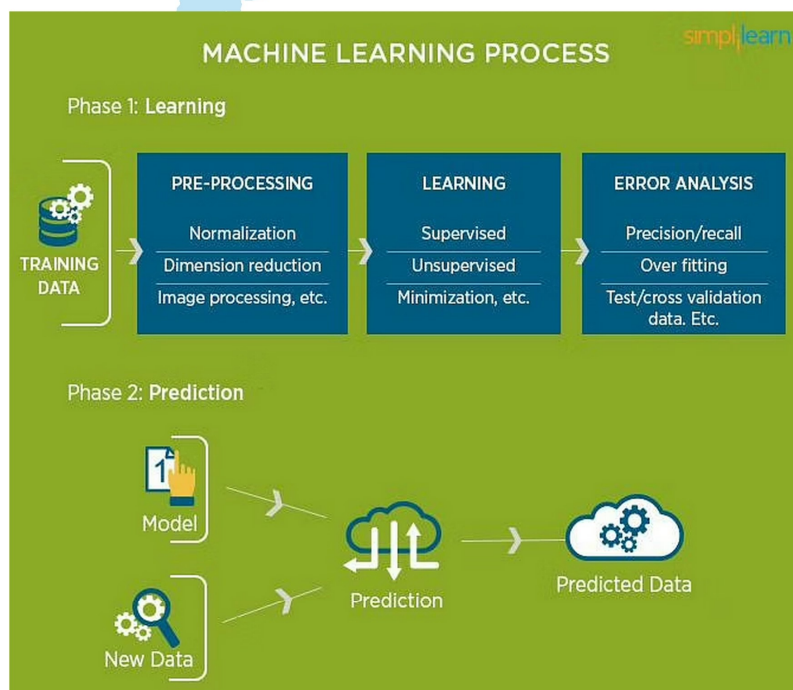 simplilearn
MACHINE LEARNING PROCESS
Phase 1: Learning
TRAINING
DATA
PRE-PROCESSING
Normalization
Dimension reduction
Image processing, etc.
LEARNING
Supervised
Unsupervised
Minimization, etc.
ERROR ANALYSIS
Precision/recall
Over fitting
Test/cross validation
data. Etc.
Phase 2: Prediction
1
Model
New Data
Prediction
Predicted Data